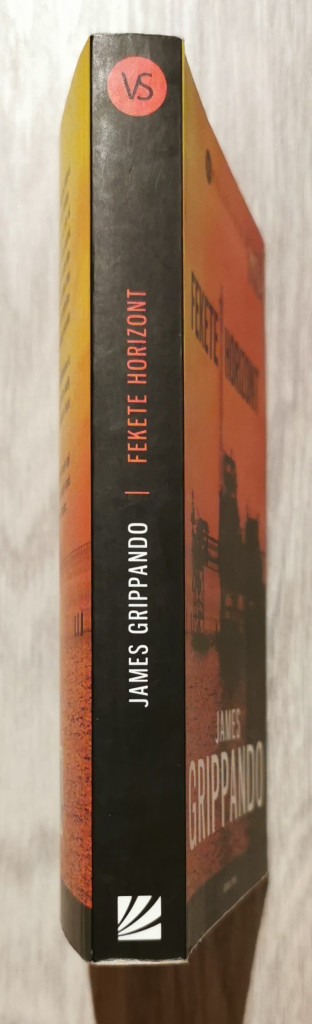 VS
JAMES GRIPPANDO | FEKETE HORIZONT
FEKETE HORIZONT
JAMES
GRIPPANDO